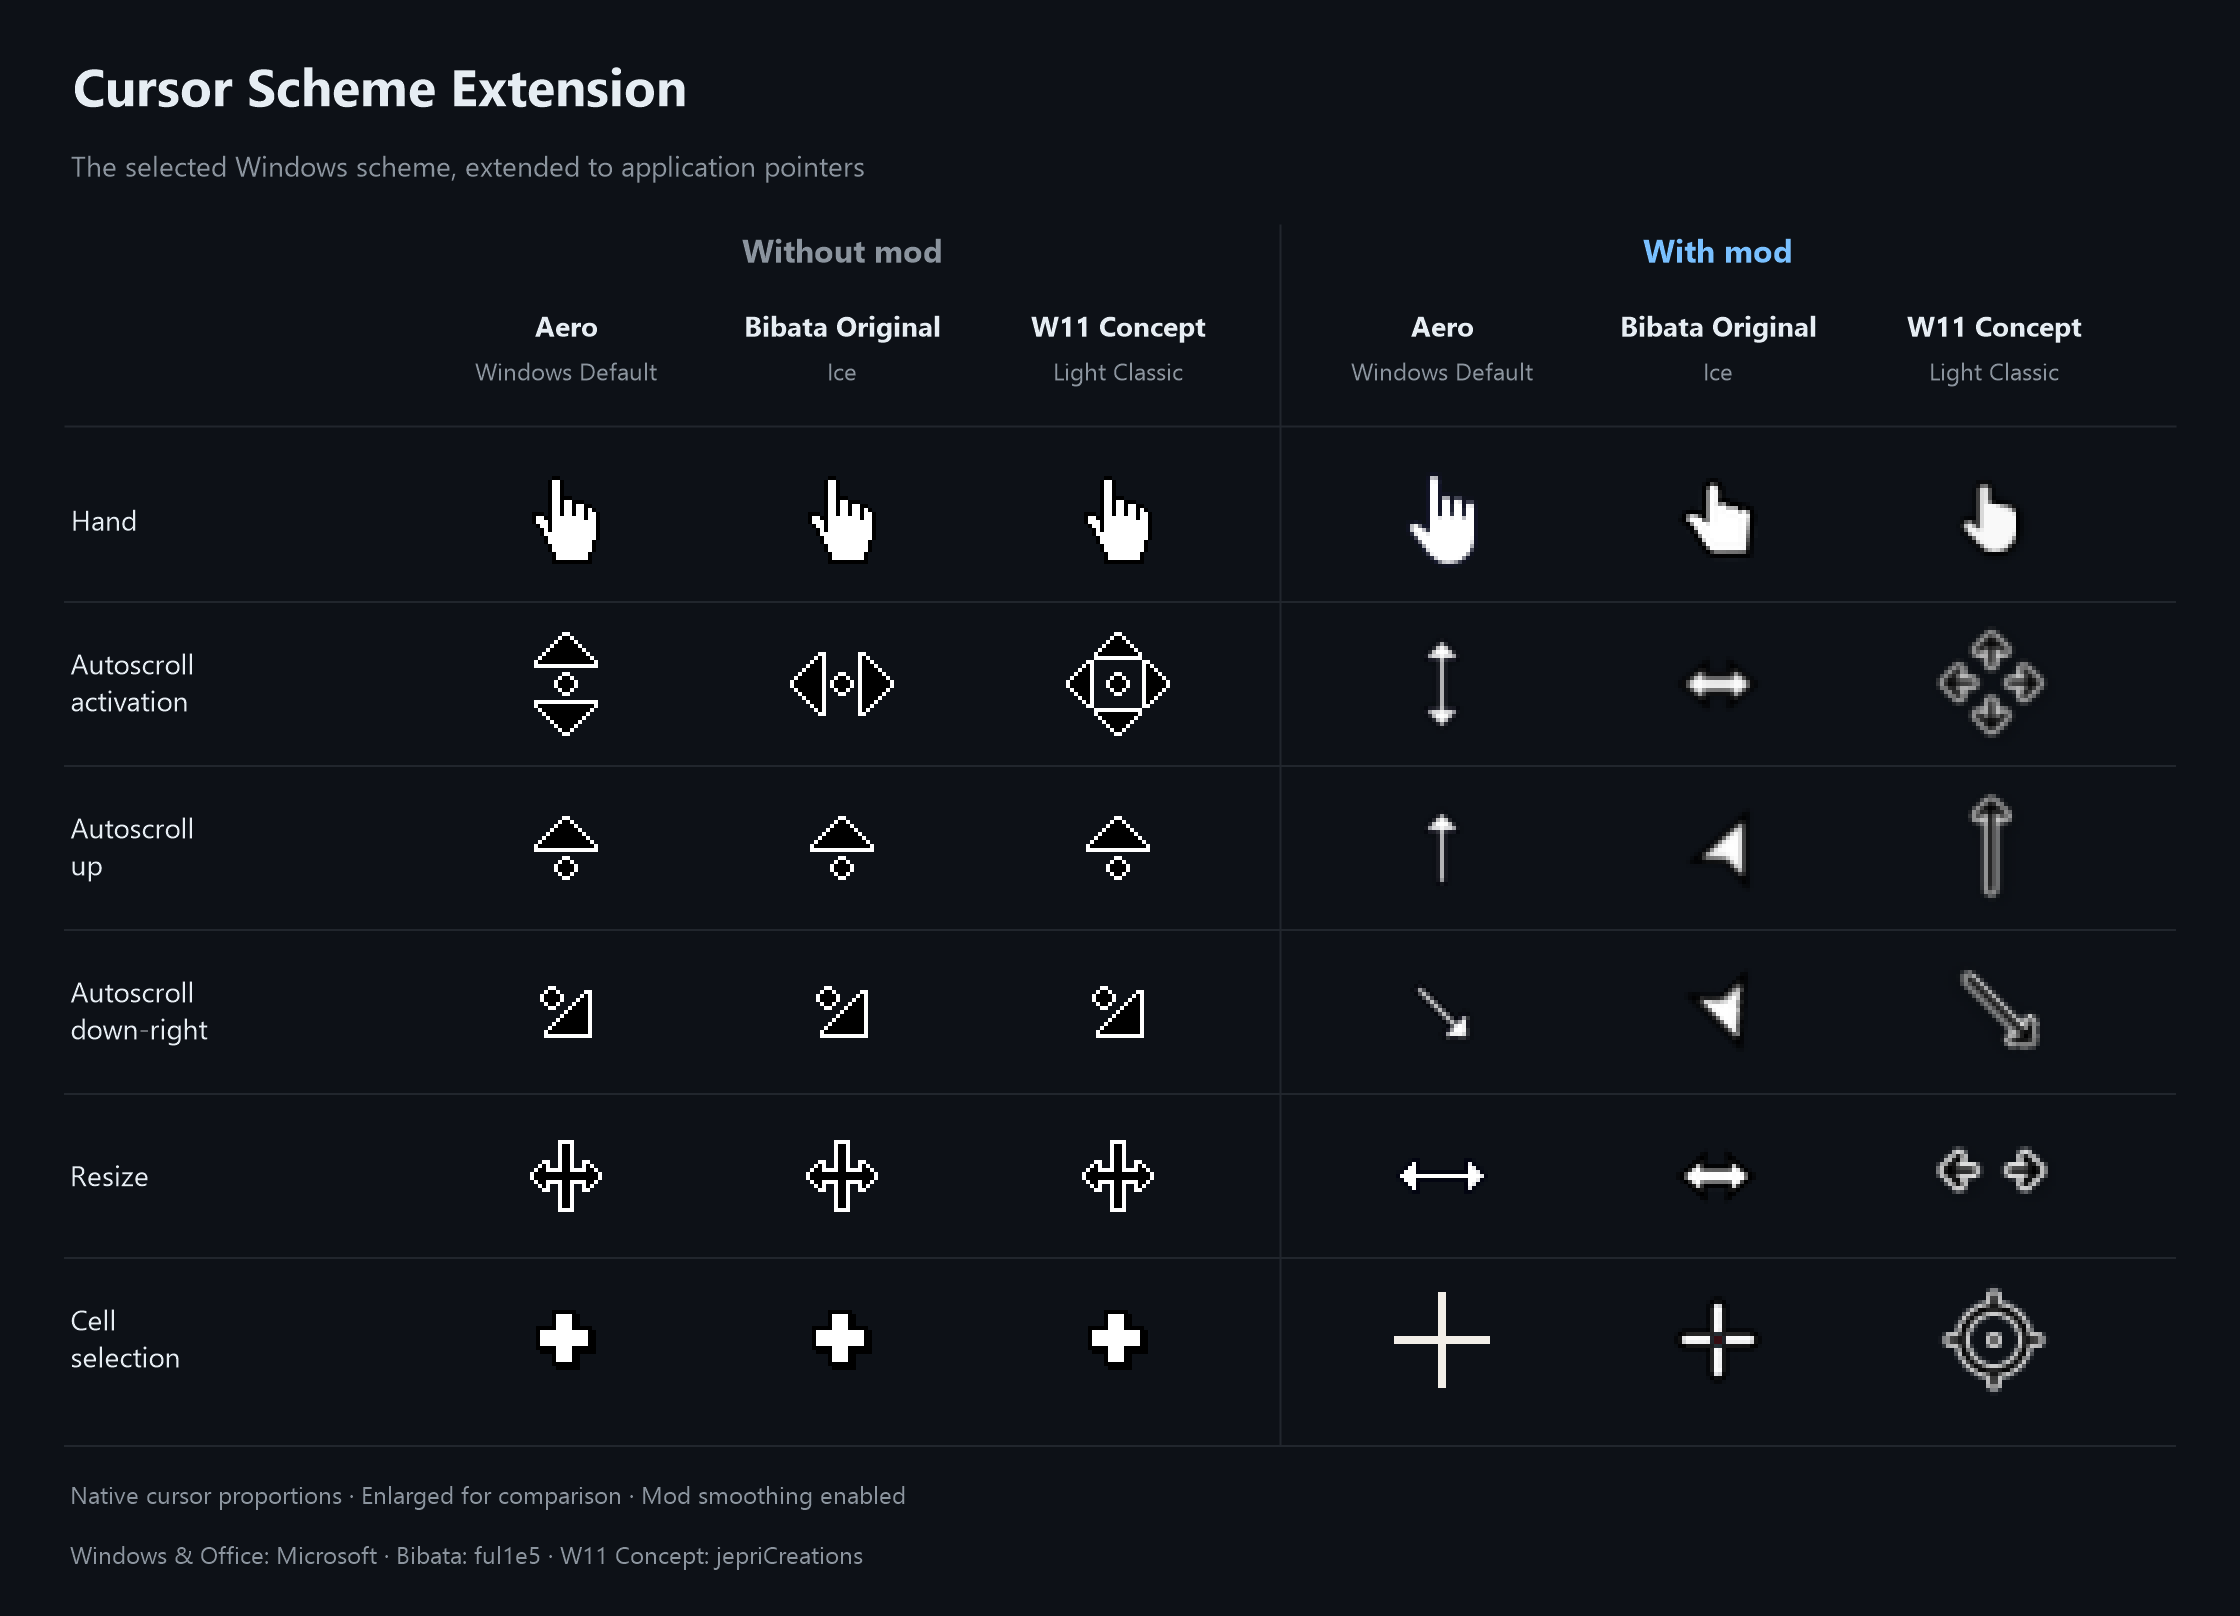 Cursor Scheme Extension
The selected Windows scheme, extended to application pointers
Without mod
With mod
Aero
Bibata Original
W11 Concept
Aero
Bibata Original
W11 Concept
Windows Default
Ice
Light Classic
Windows Default
Ice
Light Classic
Hand
Autoscroll
activation
Autoscroll
up
Autoscroll
down-right
Resize
Cell
selection
Native cursor proportions · Enlarged for comparison · Mod smoothing enabled
Windows & Office: Microsoft · Bibata: ful1e5 · W11 Concept: jepriCreations